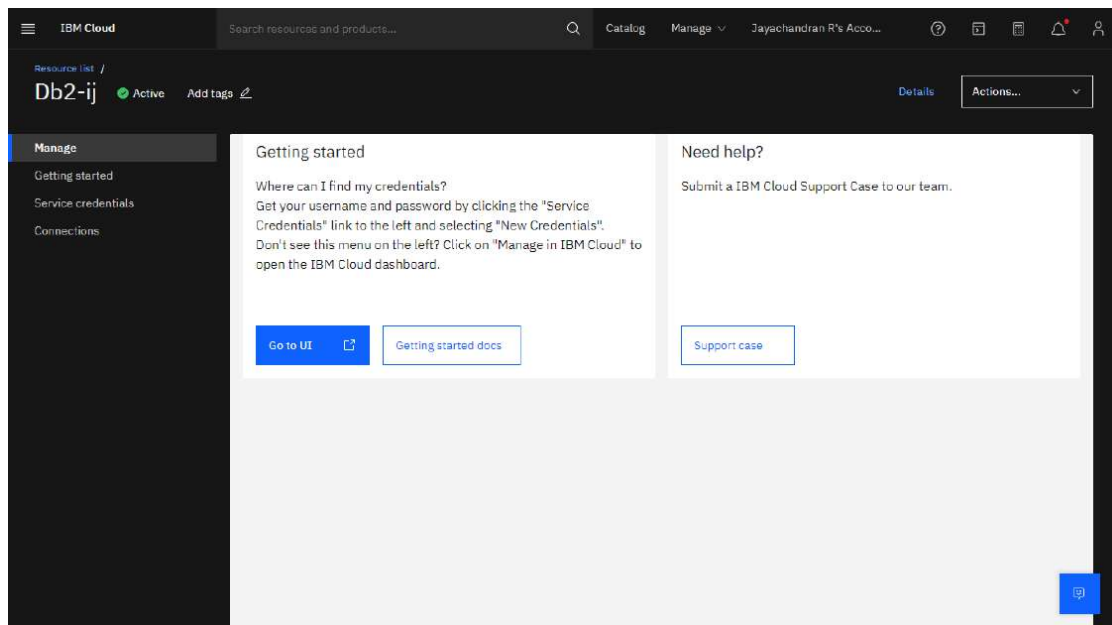 IBM Cloud
Search resources and products...
Catalog
Manage
Jayachandran R's Acco...
Resource list /
Db2-ij
Active
Add tags
Details
Actions...
Manage
Getting started
Service credentials
Connections
Getting started
Where can I find my credentials?
Get your username and password by clicking the "Service
Credentials" link to the left and selecting "New Credentials".
Don't see this menu on the left? Click on "Manage in IBM Cloud" to
open the IBM Cloud dashboard.
Go to UI
Getting started docs
Need help?
Submit a IBM Cloud Support Case to our team.
Support case